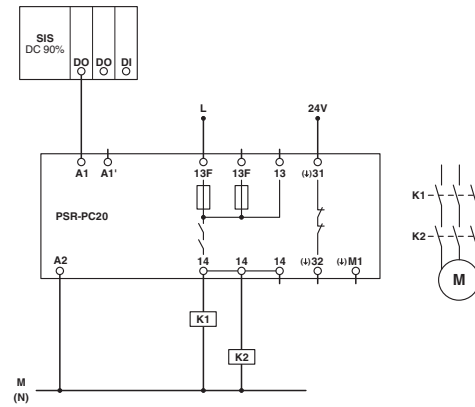 SIS
DC 90%
DO DO DI
L 24V
A1 A1' 13F 13F 13 (↓)31
PSR-PC20
A2 14 14 14 (↓)32 (↓)M1
K1
K2
M
(N)
K1
K2
M